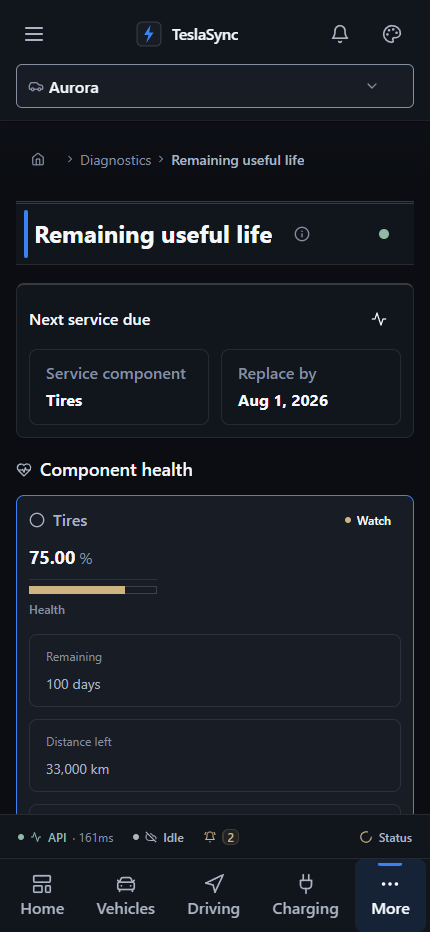 TeslaSync
Aurora
Diagnostics Remaining useful life
Remaining useful life
Next service due
Service component
Tires
Replace by
Aug 1, 2026
Component health
Tires
Watch
75.00 %
Health
Remaining
100 days
Distance left
33,000 km
API · 161ms Idle 2 Status
Home Vehicles Driving Charging More